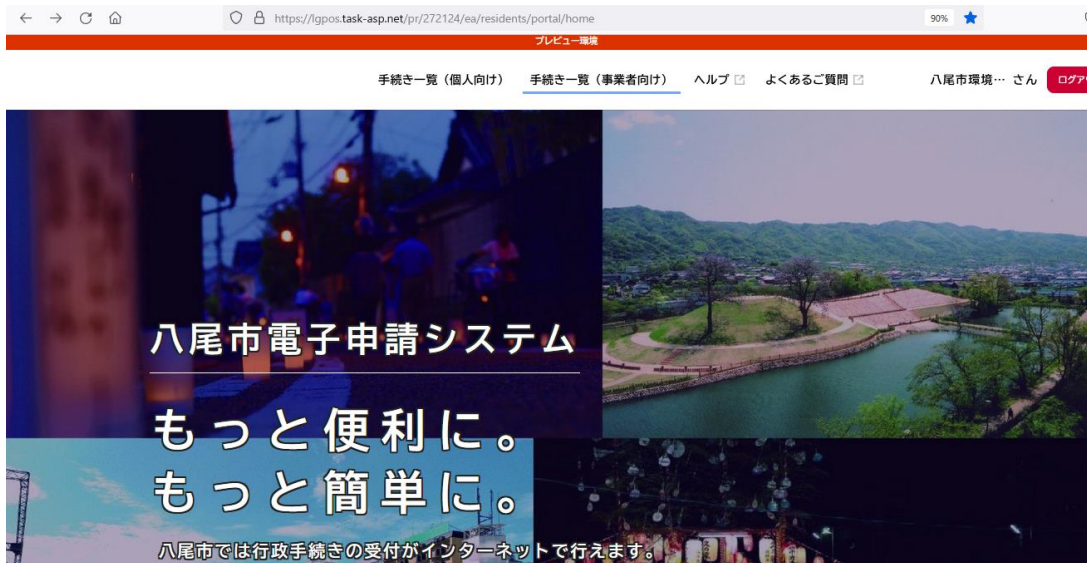 https://lgpos.task-asp.net/pr/272124/ea/residents/portal/home
90%
プレビュー環境
手続き一覧（個人向け） 手続き一覧（事業者向け） ヘルプ よくあるご質問 八尾市環境… さん ログア
八尾市電子申請システム
もっと便利に。
もっと簡単に。
八尾市では行政手続きの受付がインターネットで行えます。